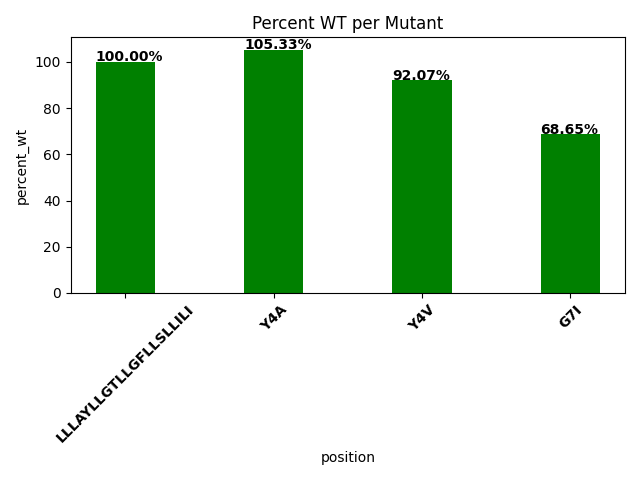 Percent WT per Mutant
100.00%
105.33%
92.07%
68.65%
percent_wt
100
80
60
40
20
0
LLLAYLLGTLLGFLLSLLILI
Y4A
Y4V
G7I
position